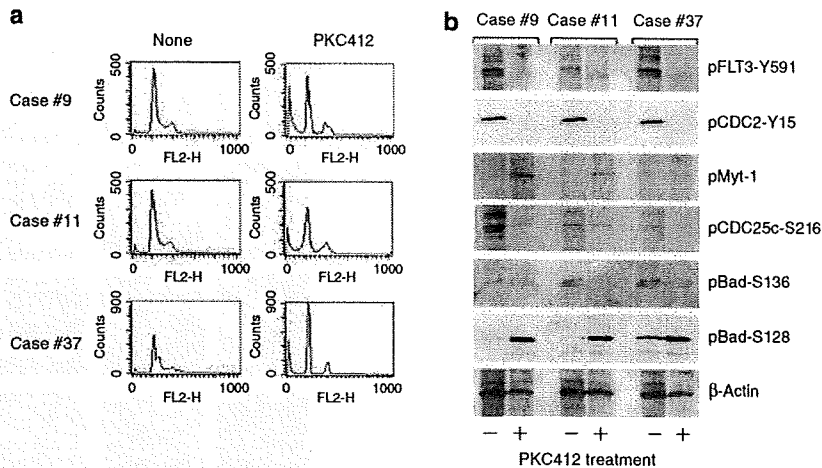 a
None
PKC412
Case #9
500
Counts
0
0
1000
FL2-H
500
Counts
0
0
1000
FL2-H
Case #11
500
Counts
0
0
1000
FL2-H
500
Counts
0
0
1000
FL2-H
Case #37
900
Counts
0
0
1000
FL2-H
900
Counts
0
0
1000
FL2-H
b
Case #9 Case #11 Case #37
pFLT3-Y591
pCDC2-Y15
pMyt-1
pCDC25c-S216
pBad-S136
pBad-S128
β-Actin
− + − + − +
PKC412 treatment